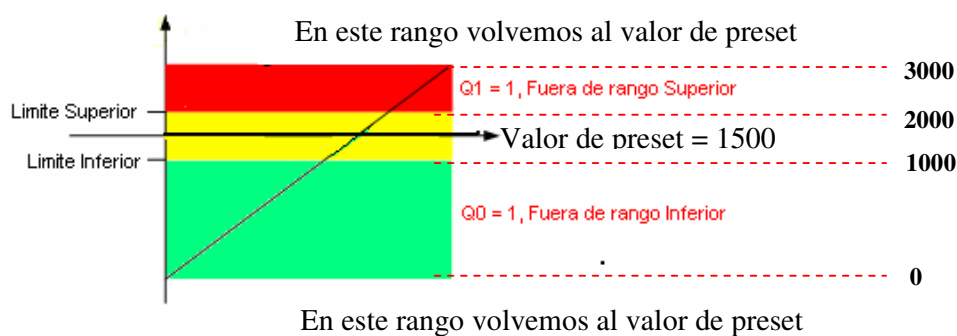 En este rango volvemos al valor de preset
3000
Q1 = 1, Fuera de rango Superior
Limite Superior
2000
Valor de preset = 1500
Limite Inferior
1000
Q0 = 1, Fuera de rango Inferior
0
En este rango volvemos al valor de preset